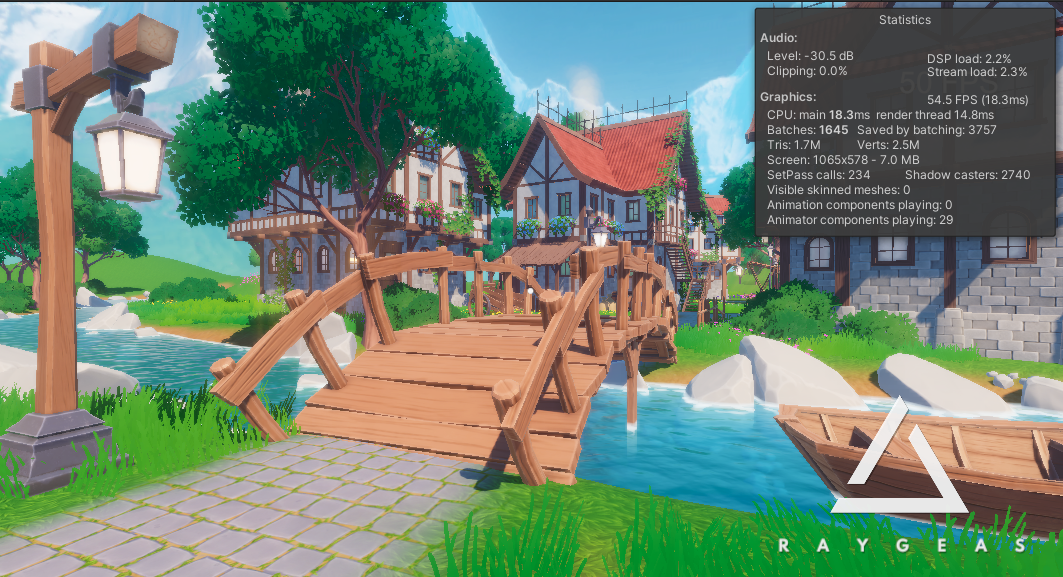 Statistics
Audio:
Level: -30.5 dB DSP load: 2.2%
Clipping: 0.0% Stream load: 2.3%
Graphics: 54.5 FPS (18.3ms)
CPU: main 18.3ms render thread 14.8ms
Batches: 1645 Saved by batching: 3757
Tris: 1.7M Verts: 2.5M
Screen: 1065x578 - 7.0 MB
SetPass calls: 234 Shadow casters: 2740
Visible skinned meshes: 0
Animation components playing: 0
Animator components playing: 29
RAYGEAS